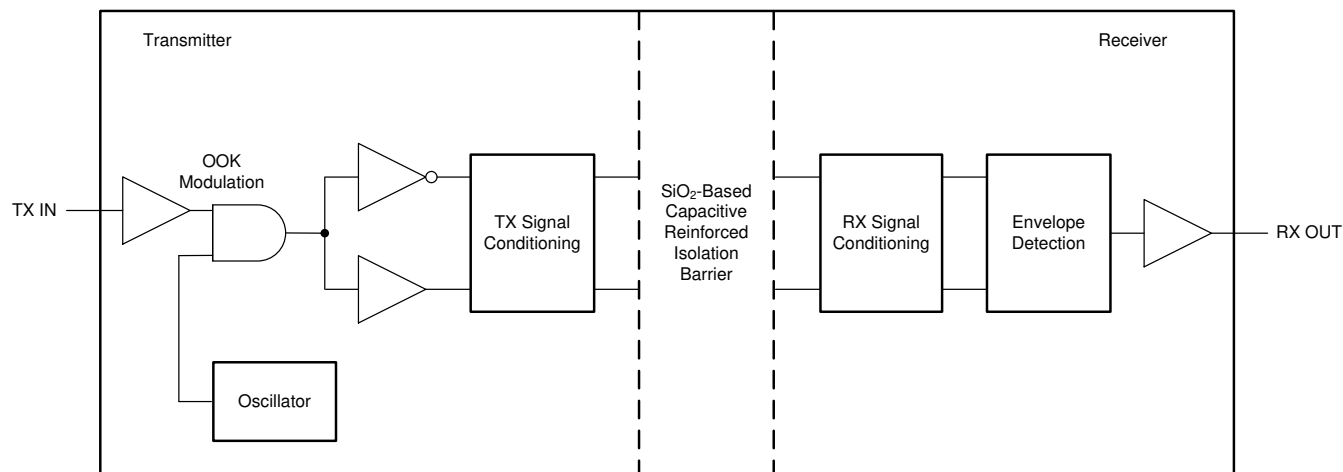 Transmitter
Receiver
OOK
Modulation
TX IN
TX Signal
Conditioning
SiO₂-Based
Capacitive
Reinforced
Isolation
Barrier
RX Signal
Conditioning
Envelope
Detection
RX OUT
Oscillator